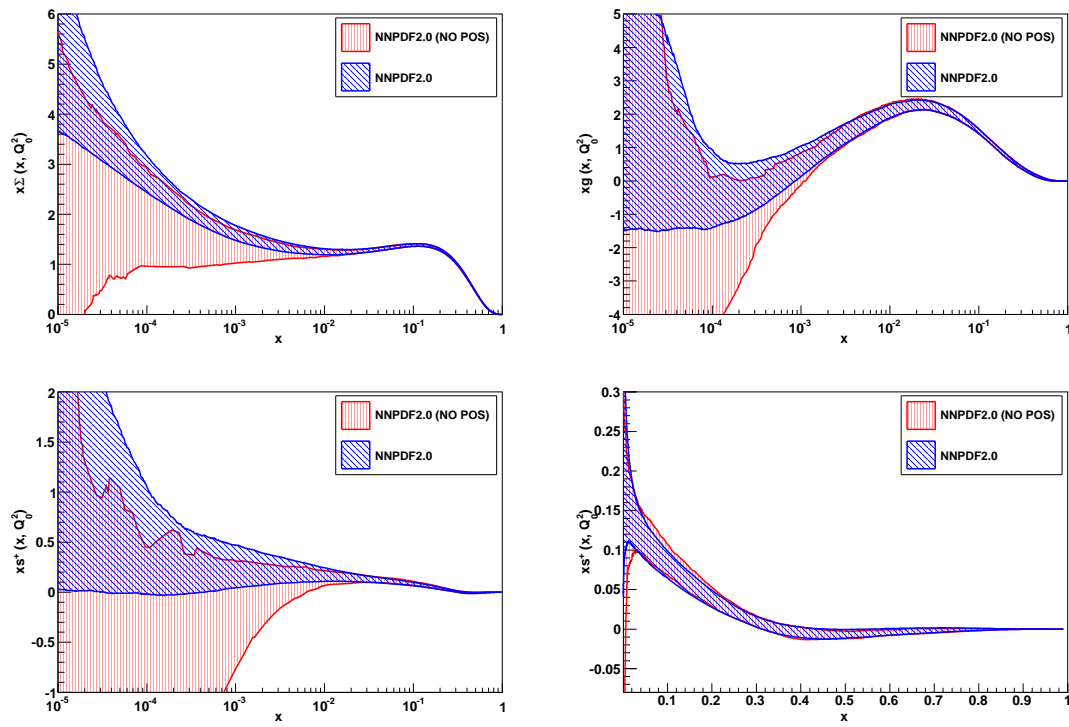 6
5
4
3
2
1
0
xΣ (x, Q₀²)
NNPDF2.0 (NO POS)
NNPDF2.0
10⁻⁵ 10⁻⁴ 10⁻³ 10⁻² 10⁻¹ 1
x
5
4
3
2
1
0
-1
-2
-3
-4
xg (x, Q₀²)
NNPDF2.0 (NO POS)
NNPDF2.0
10⁻⁵ 10⁻⁴ 10⁻³ 10⁻² 10⁻¹ 1
x
2
1.5
1
0.5
0
-0.5
-1
xs⁺ (x, Q₀²)
NNPDF2.0 (NO POS)
NNPDF2.0
10⁻⁵ 10⁻⁴ 10⁻³ 10⁻² 10⁻¹ 1
x
0.3
0.25
0.2
0.15
0.1
0.05
0
-0.05
xs⁺ (x, Q₀²)
NNPDF2.0 (NO POS)
NNPDF2.0
0.1 0.2 0.3 0.4 0.5 0.6 0.7 0.8 0.9 1
x